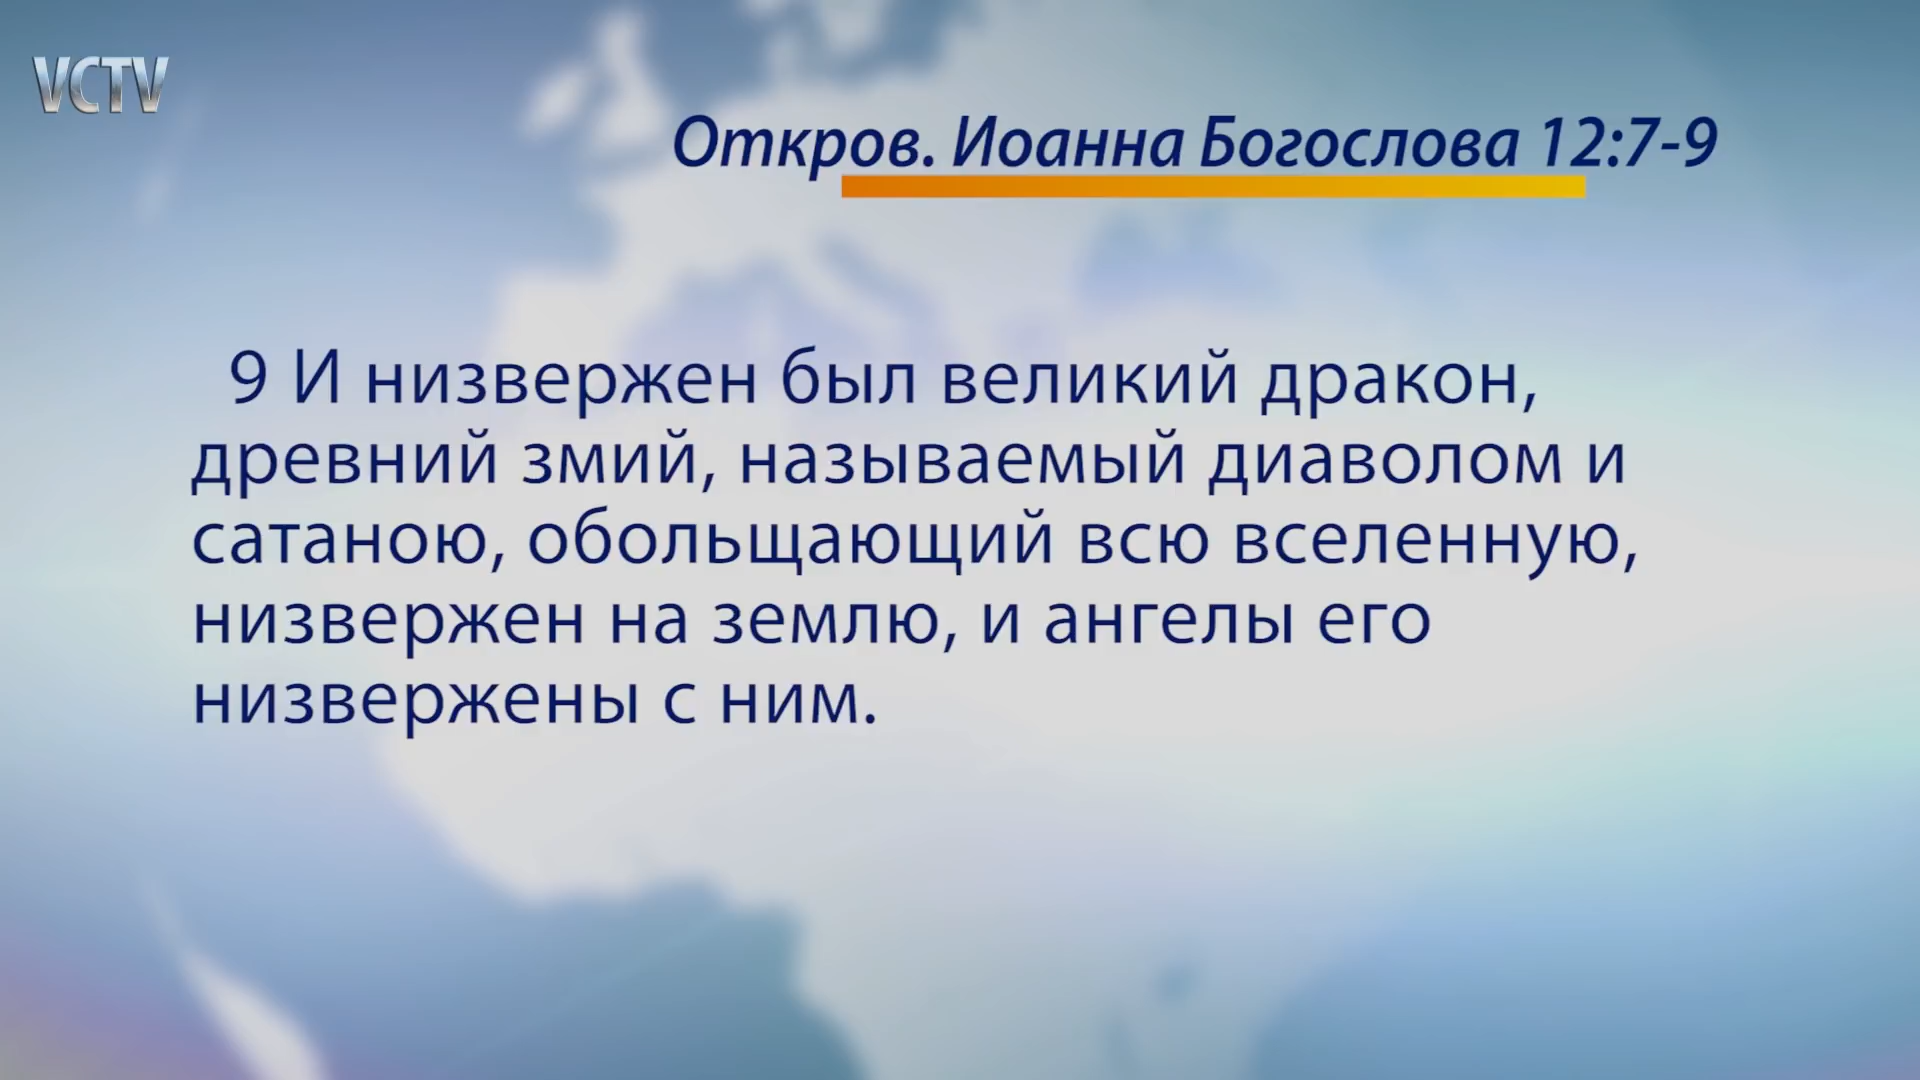 VCTV
Откров. Иоанна Богослова 12:7-9
9 И низвержен был великий дракон,
древний змий, называемый диаволом и
сатаною, обольщающий всю вселенную,
низвержен на землю, и ангелы его
низвержены с ним.